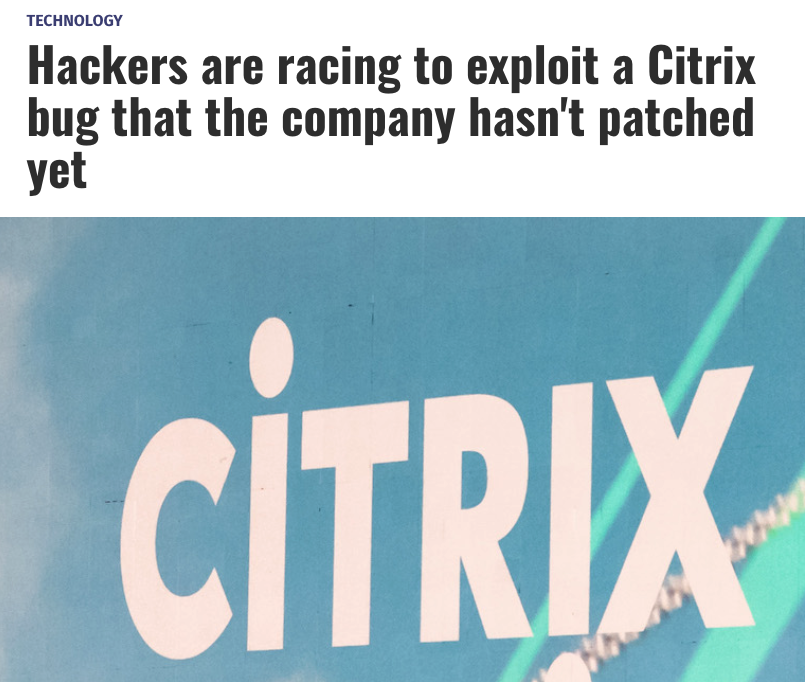 TECHNOLOGY
Hackers are racing to exploit a Citrix
bug that the company hasn't patched
yet
CiTRIX